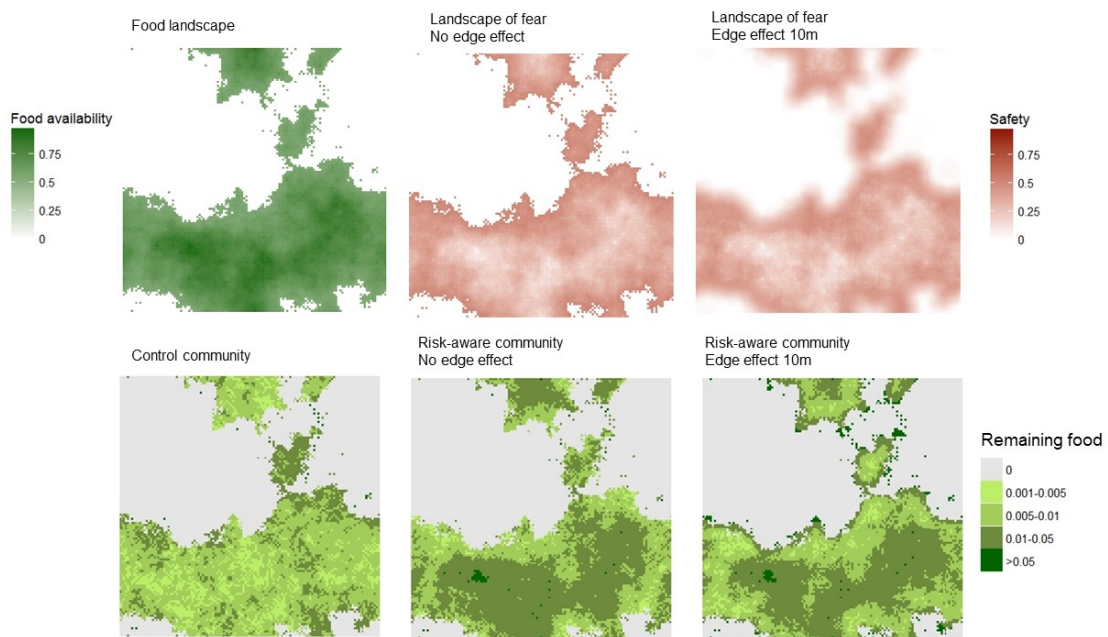 Food landscape
Landscape of fear
No edge effect
Landscape of fear
Edge effect 10m
Food availability
0.75
0.5
0.25
0
Safety
0.75
0.5
0.25
0
Control community
Risk-aware community
No edge effect
Risk-aware community
Edge effect 10m
Remaining food
0
0.001-0.005
0.005-0.01
0.01-0.05
>0.05